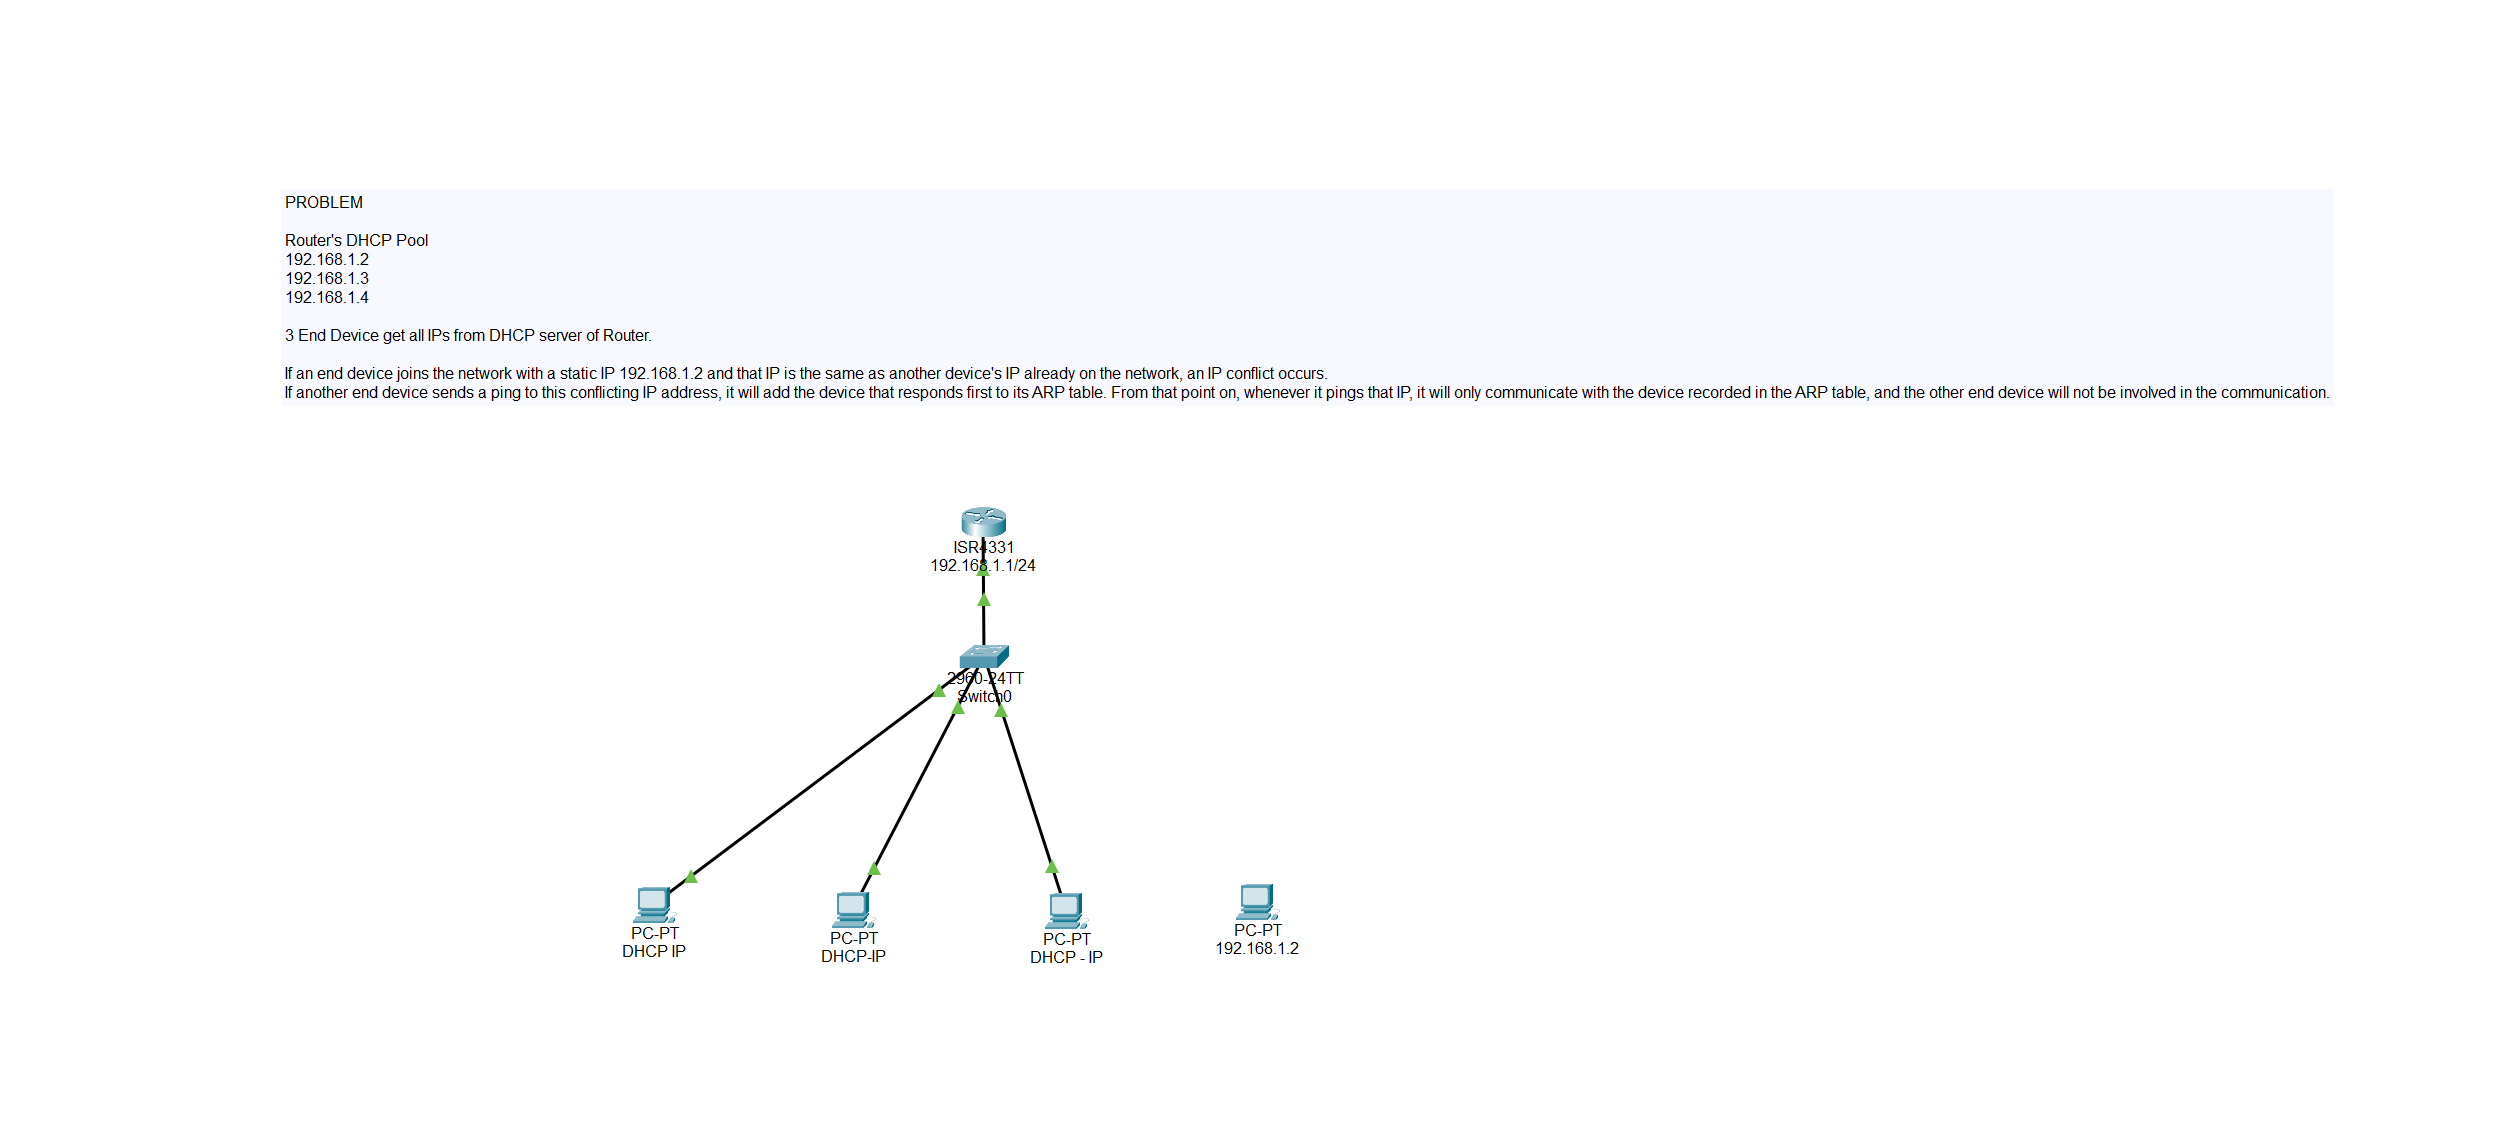 PROBLEM
Router's DHCP Pool
192.168.1.2
192.168.1.3
192.168.1.4
3 End Device get all IPs from DHCP server of Router.
If an end device joins the network with a static IP 192.168.1.2 and that IP is the same as another device's IP already on the network, an IP conflict occurs.
If another end device sends a ping to this conflicting IP address, it will add the device that responds first to its ARP table. From that point on, whenever it pings that IP, it will only communicate with the device recorded in the ARP table, and the other end device will not be involved in the communication.
ISR4331
192.168.1.1/24
2960-24TT
Switch0
PC-PT
DHCP IP
PC-PT
DHCP-IP
PC-PT
DHCP - IP
PC-PT
192.168.1.2